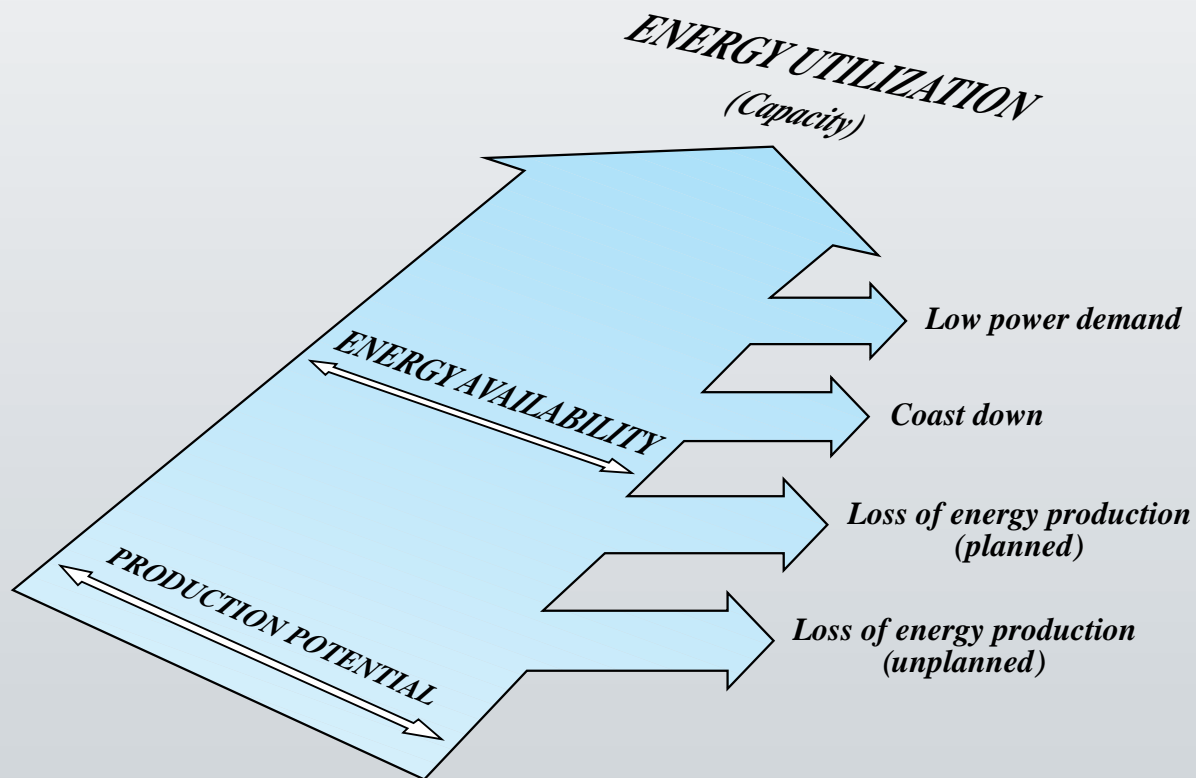 ENERGY UTILIZATION
(Capacity)
Low power demand
ENERGY AVAILABILITY
Coast down
Loss of energy production
(planned)
PRODUCTION POTENTIAL
Loss of energy production
(unplanned)